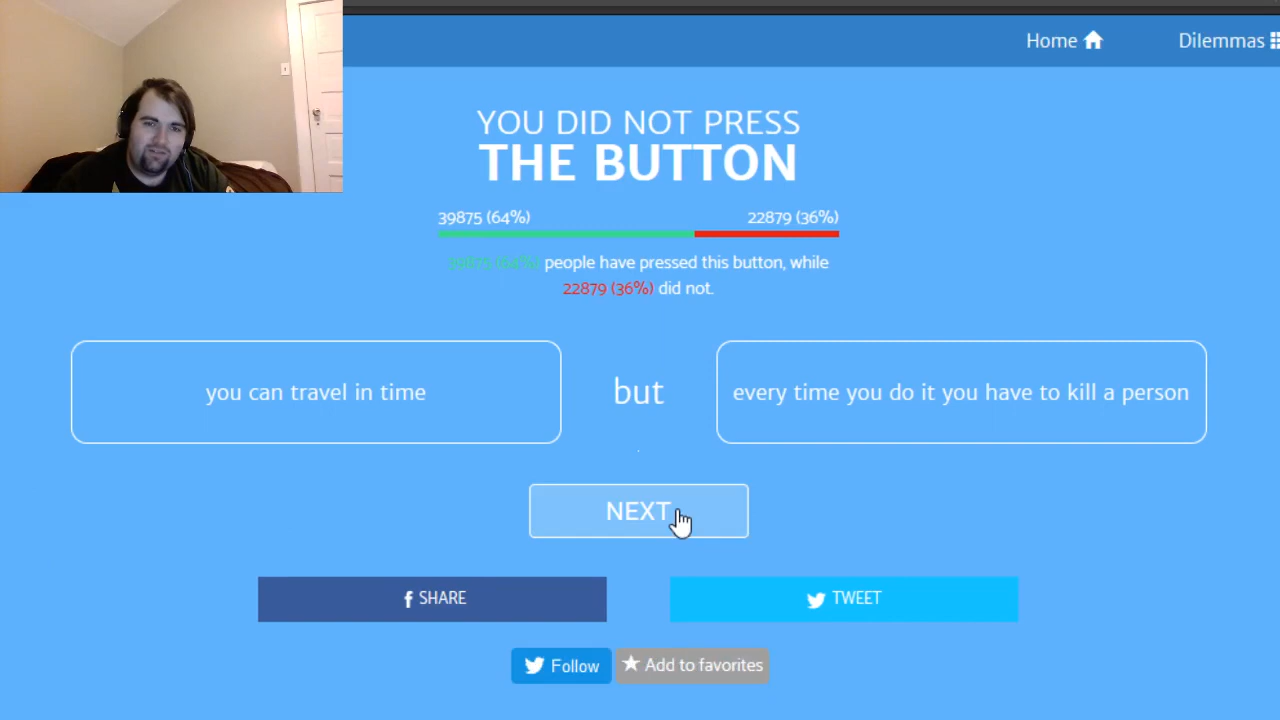 Home
Dilemmas
YOU DID NOT PRESS
THE BUTTON
39875 (64%) 22879 (36%)
39875 (64%) people have pressed this button, while
22879 (36%) did not.
you can travel in time
but
every time you do it you have to kill a person
NEXT
SHARE
TWEET
Follow
Add to favorites